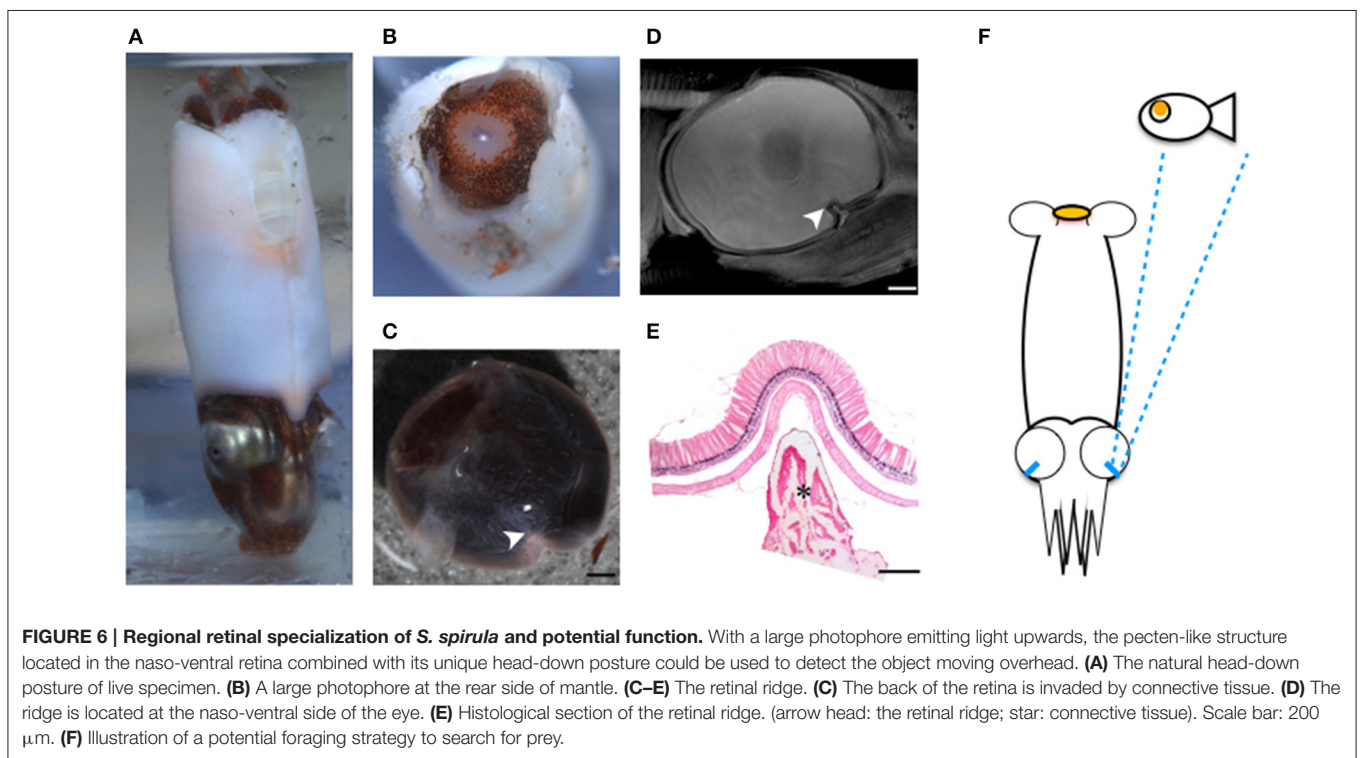 A
B
D
F
C
E
*
FIGURE 6 | Regional retinal specialization of S. spirula and potential function. With a large photophore emitting light upwards, the pecten-like structure
located in the naso-ventral retina combined with its unique head-down posture could be used to detect the object moving overhead. (A) The natural head-down
posture of live specimen. (B) A large photophore at the rear side of mantle. (C–E) The retinal ridge. (C) The back of the retina is invaded by connective tissue. (D) The
ridge is located at the naso-ventral side of the eye. (E) Histological section of the retinal ridge. (arrow head: the retinal ridge; star: connective tissue). Scale bar: 200
μm. (F) Illustration of a potential foraging strategy to search for prey.